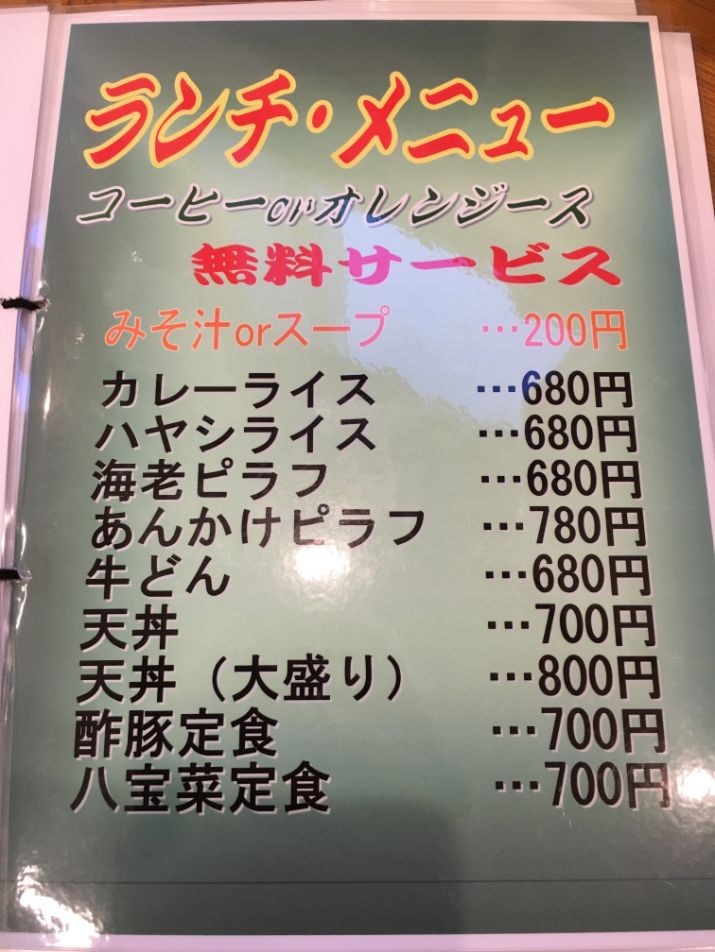 ランチ・メニュー
コーヒーorオレンジース
無料サービス
みそ汁orスープ …200円
カレーライス …680円
ハヤシライス …680円
海老ピラフ …680円
あんかけピラフ …780円
牛どん …680円
天丼 …700円
天丼（大盛り） …800円
酢豚定食 …700円
八宝菜定食 …700円